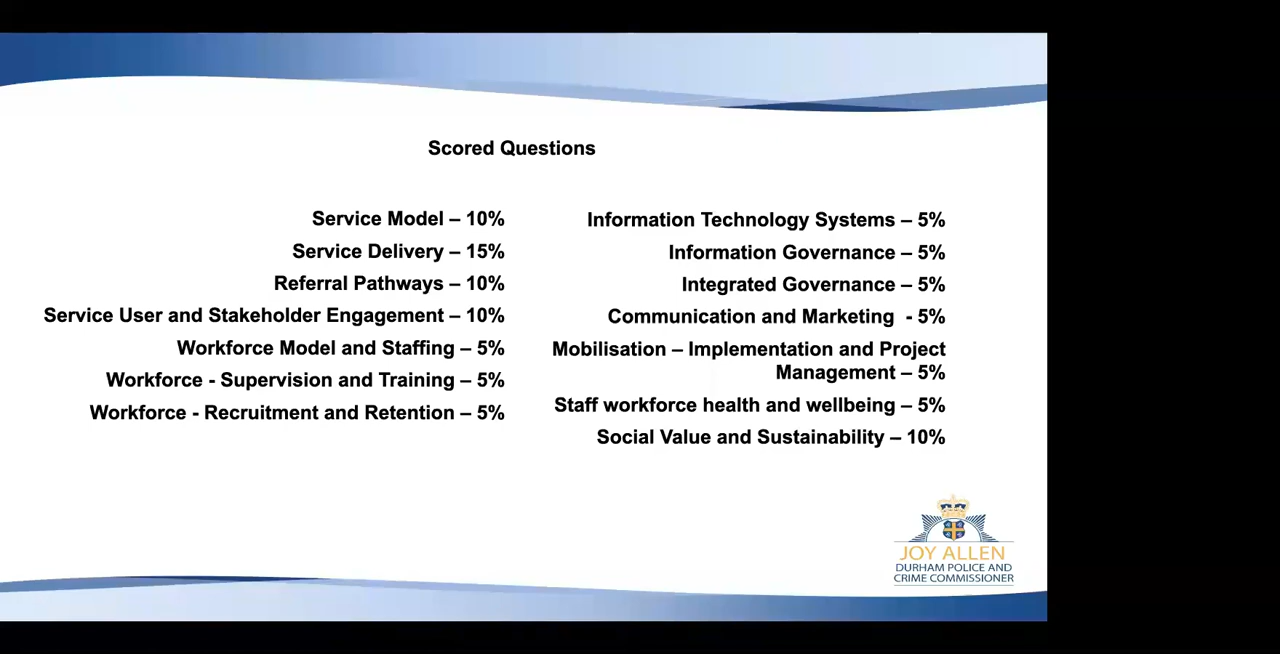 Scored Questions
Service Model – 10%
Service Delivery – 15%
Referral Pathways – 10%
Service User and Stakeholder Engagement – 10%
Workforce Model and Staffing – 5%
Workforce - Supervision and Training – 5%
Workforce - Recruitment and Retention – 5%
Information Technology Systems – 5%
Information Governance – 5%
Integrated Governance – 5%
Communication and Marketing  - 5%
Mobilisation – Implementation and Project
Management – 5%
Staff workforce health and wellbeing – 5%
Social Value and Sustainability – 10%
JOY ALLEN
DURHAM POLICE AND
CRIME COMMISSIONER